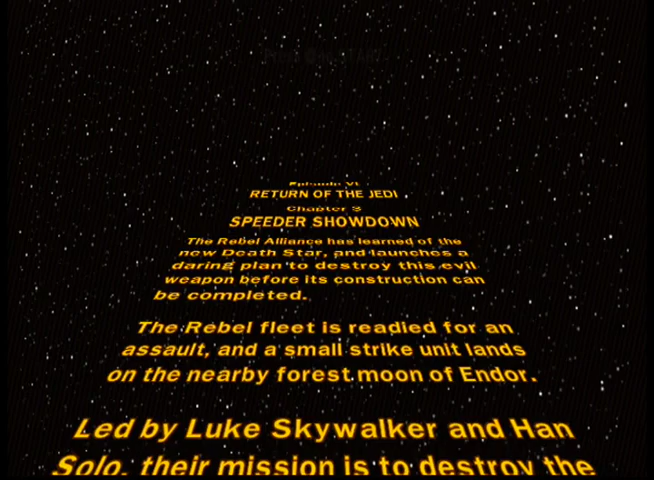 Episode VI
RETURN OF THE JEDI
Chapter 3
SPEEDER SHOWDOWN
The Rebel Alliance has learned of the
new Death Star, and launches a
daring plan to destroy this evil
weapon before its construction can
be completed.
The Rebel fleet is readied for an
assault, and a small strike unit lands
on the nearby forest moon of Endor.
Led by Luke Skywalker and Han
Solo, their mission is to destroy the